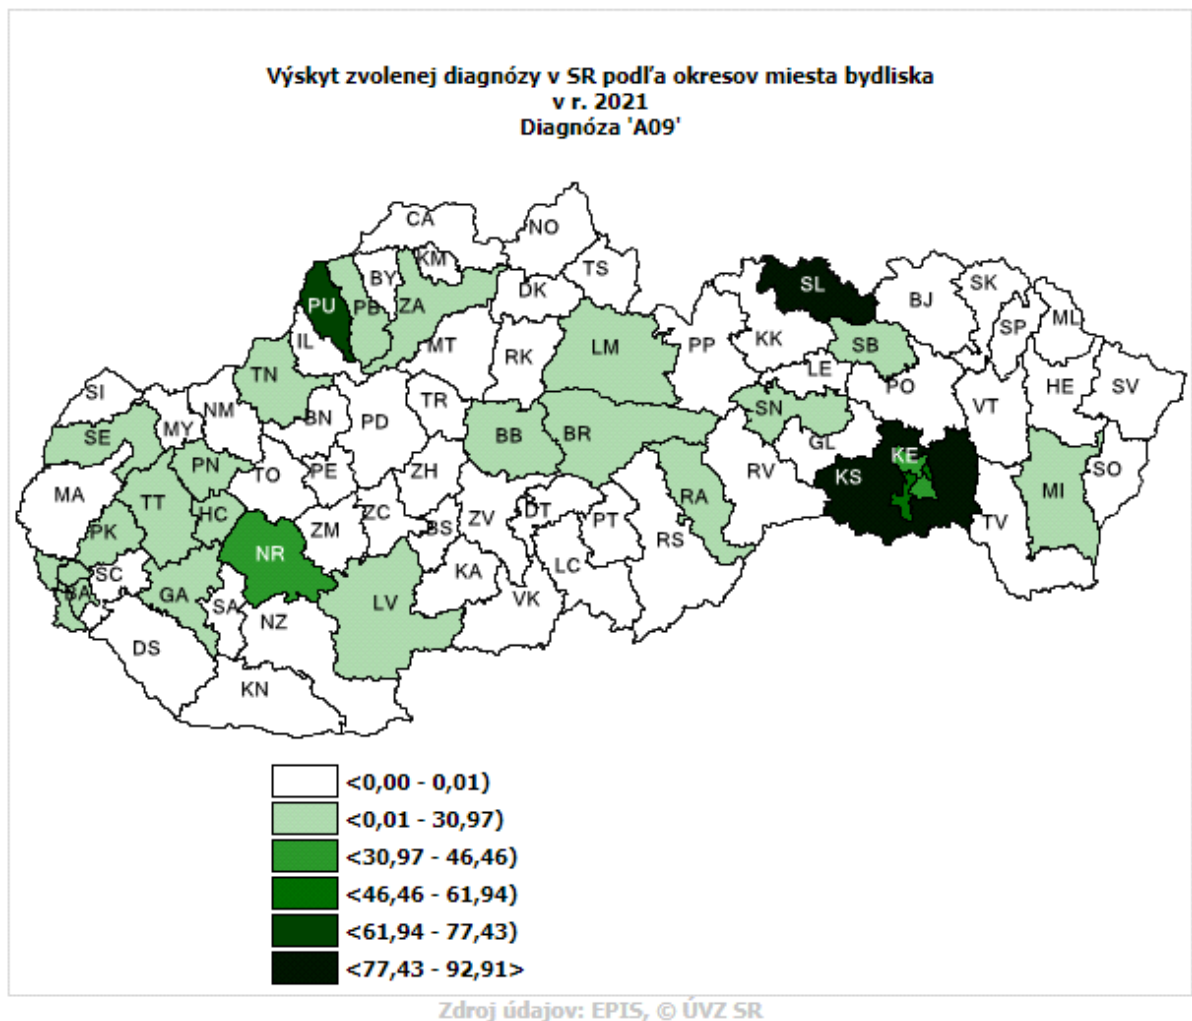 Výskyt zvolenej diagnózy v SR podľa okresov miesta bydliska
v r. 2021
Diagnóza 'A09'
CA
NO
KM
TS
BY
DK
SL
SK
BJ
PU
PB
ZA
SP
ML
IL
MT
RK
LM
PP
KK
SB
LE
TN
PO
HE
SV
SI
NM
BN
PD
TR
SN
VT
SE
MY
BB
BR
GL
KE
PN
TO
PE
ZH
RV
KS
SO
MA
TT
HC
RA
MI
PK
ZM
ZC
BS
ZV
DT
PT
TV
NR
RS
SC
KA
LC
BA
GA
SA
LV
VK
NZ
DS
KN
<0,00 - 0,01)
<0,01 - 30,97)
<30,97 - 46,46)
<46,46 - 61,94)
<61,94 - 77,43)
<77,43 - 92,91>
Zdroj údajov: EPIS, © ÚVZ SR